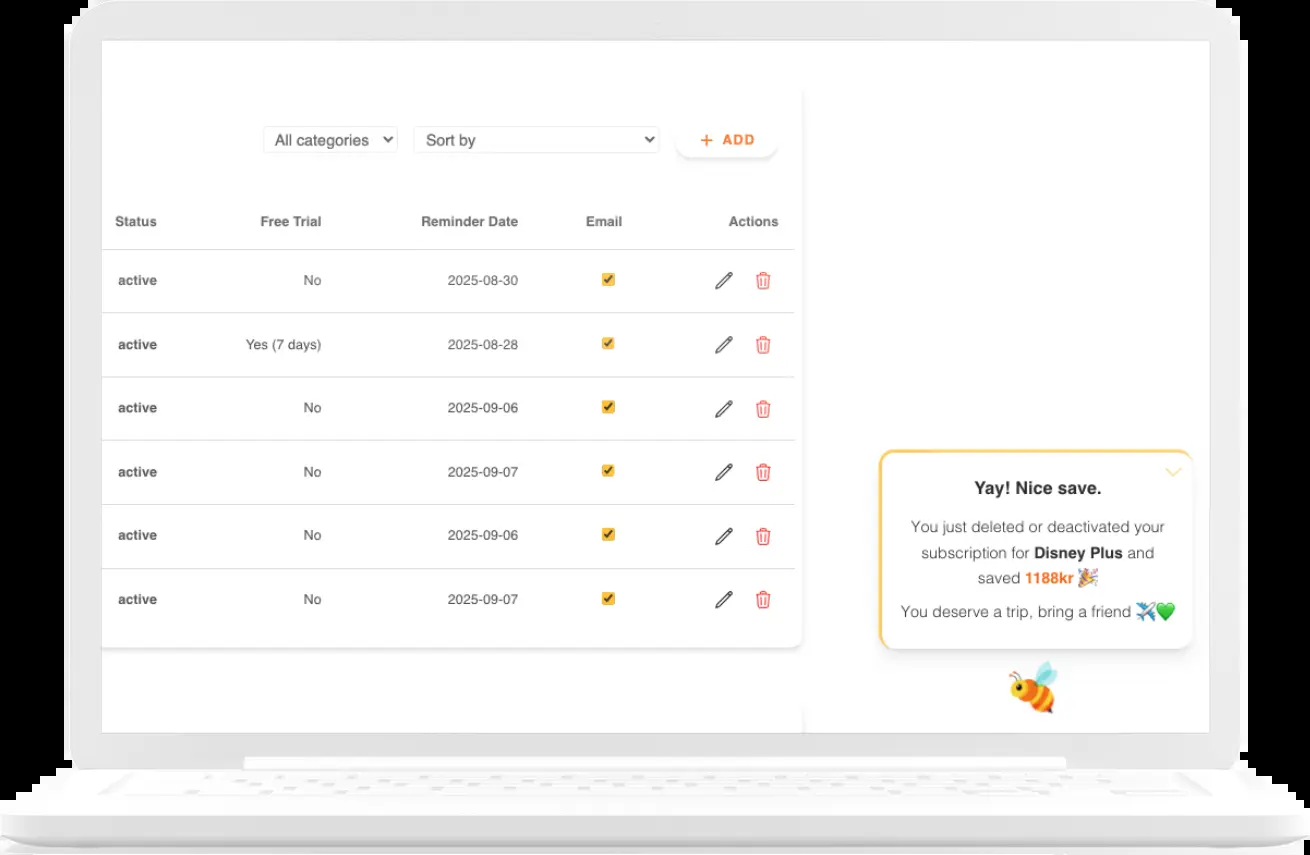 All categories Sort by + ADD
Status Free Trial Reminder Date Email Actions
active No 2025-08-30
active Yes (7 days) 2025-08-28
active No 2025-09-06
active No 2025-09-07
active No 2025-09-06
active No 2025-09-07
Yay! Nice save.
You just deleted or deactivated your
subscription for Disney Plus and
saved 1188kr 🎉
You deserve a trip, bring a friend ✈️💚